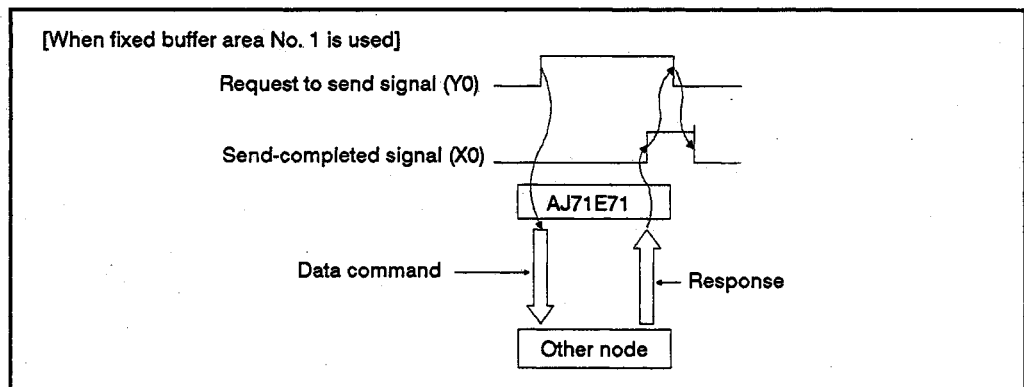 [When fixed buffer area No. 1 is used]
Request to send signal (Y0)
Send-completed signal (X0)
AJ71E71
Data command
Response
Other node